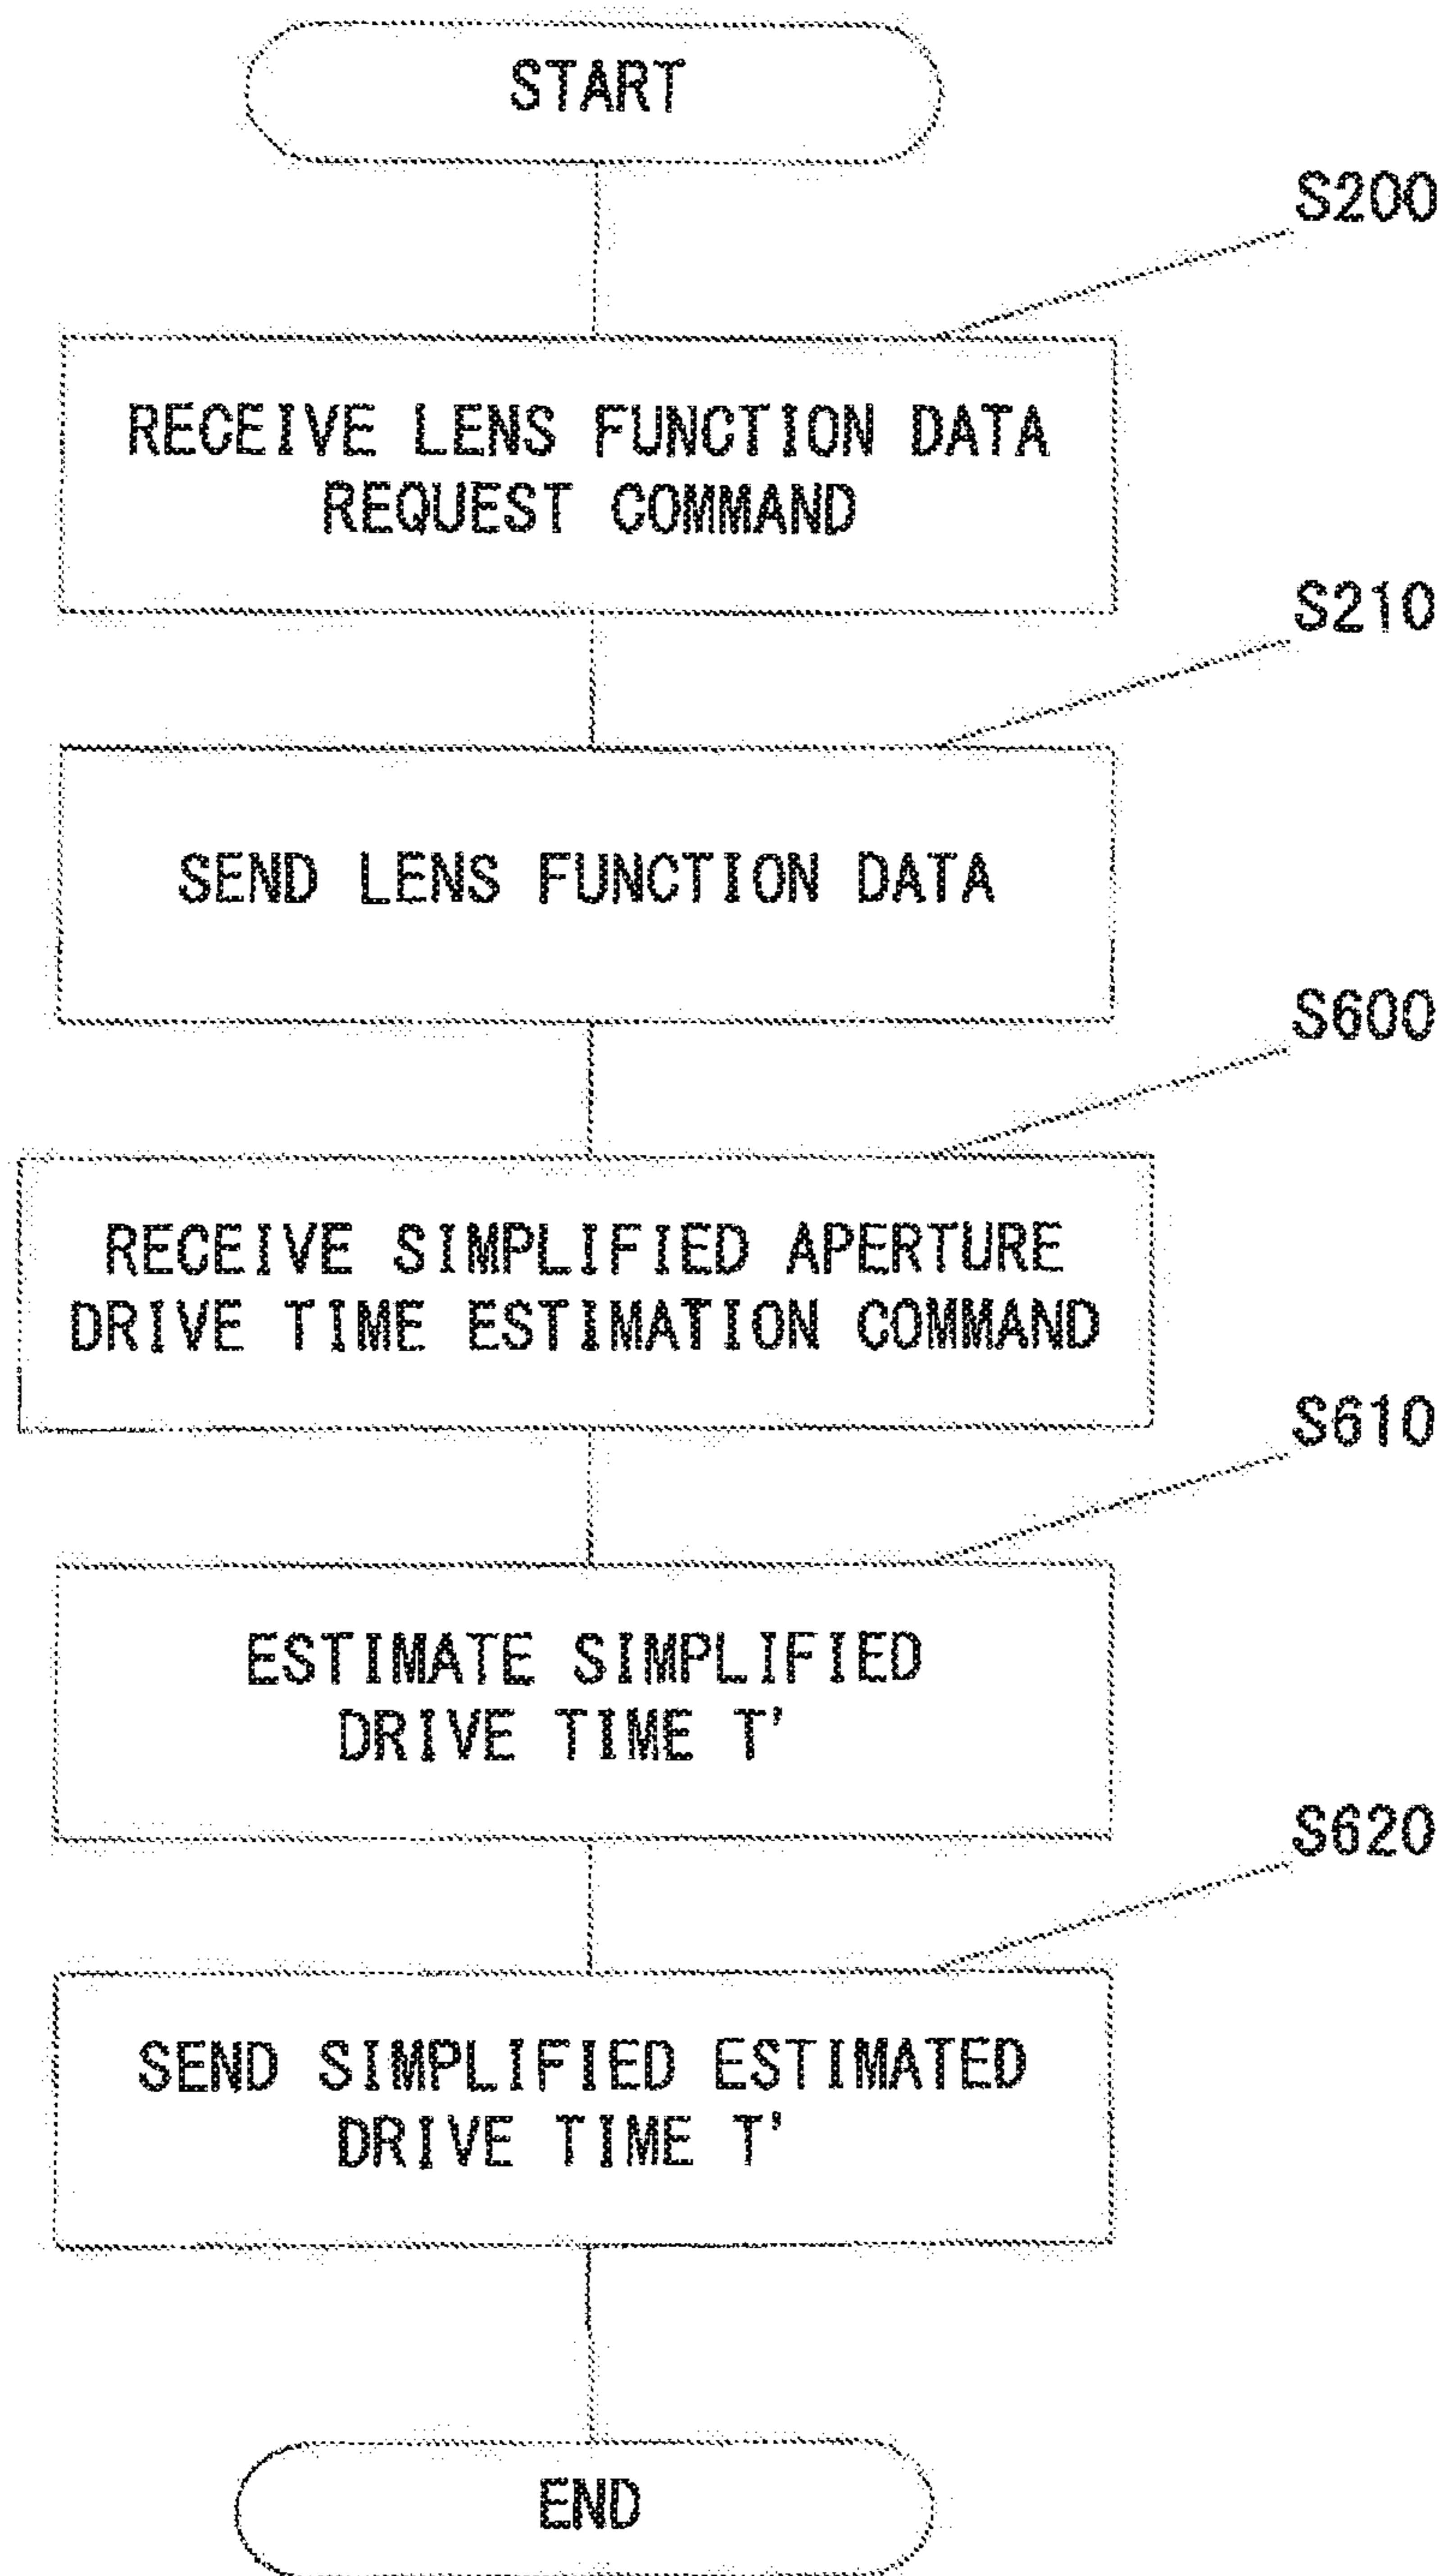 START
S200
RECEIVE LENS FUNCTION DATA
REQUEST COMMAND
S210
SEND LENS FUNCTION DATA
S600
RECEIVE SIMPLIFIED APERTURE
DRIVE TIME ESTIMATION COMMAND
S610
ESTIMATE SIMPLIFIED
DRIVE TIME T'
S620
SEND SIMPLIFIED ESTIMATED
DRIVE TIME T'
END